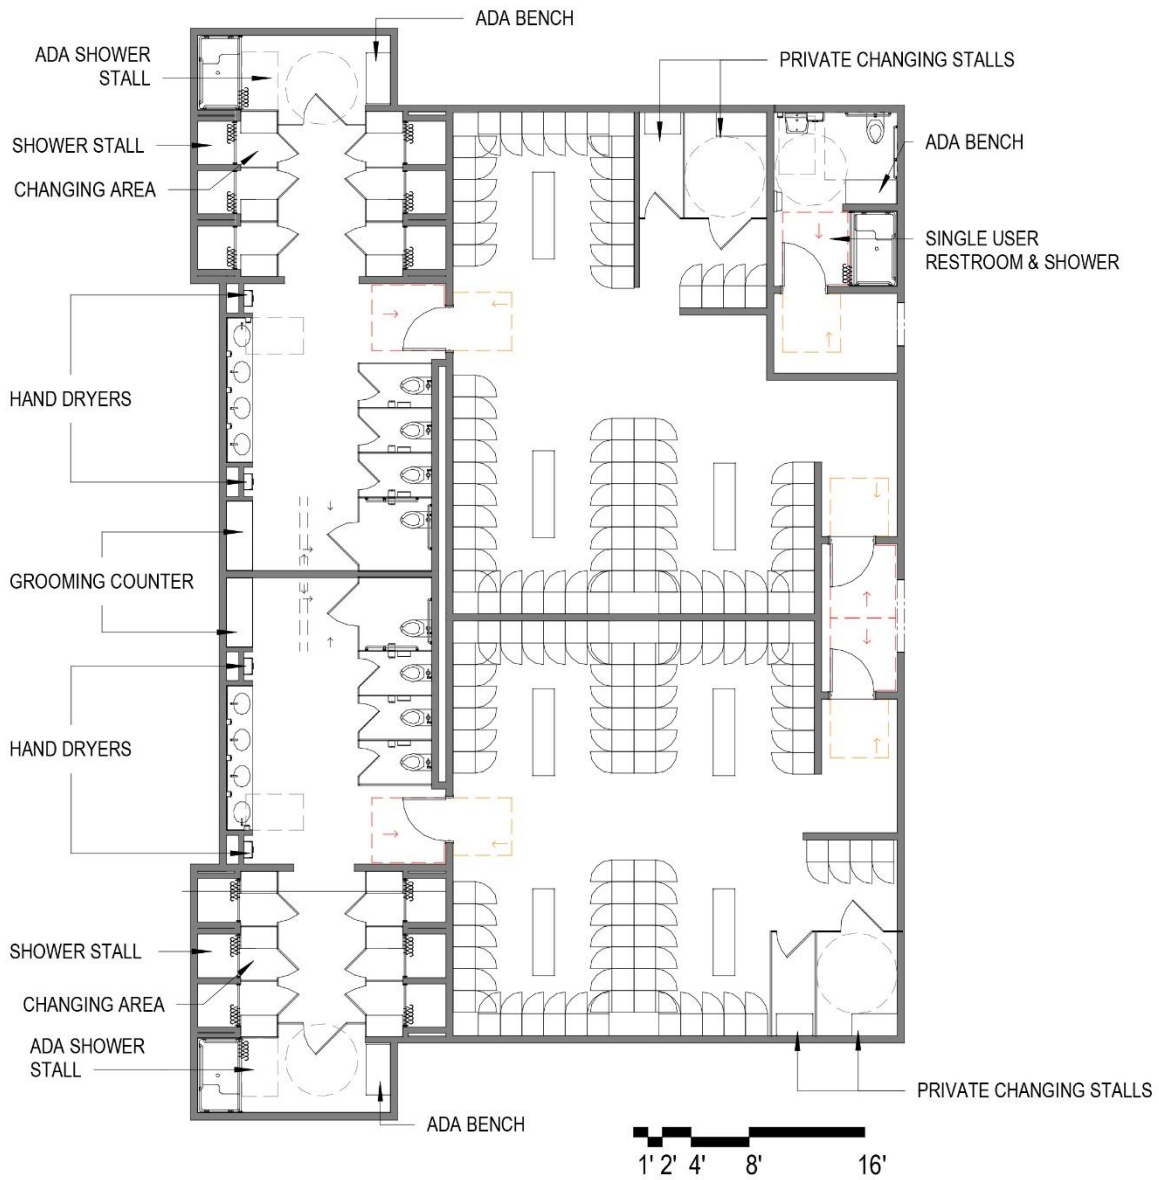 ADA BENCH
ADA SHOWER
STALL
PRIVATE CHANGING STALLS
SHOWER STALL
ADA BENCH
CHANGING AREA
SINGLE USER
RESTROOM & SHOWER
HAND DRYERS
GROOMING COUNTER
HAND DRYERS
SHOWER STALL
CHANGING AREA
ADA SHOWER
STALL
PRIVATE CHANGING STALLS
ADA BENCH
1' 2' 4' 8' 16'